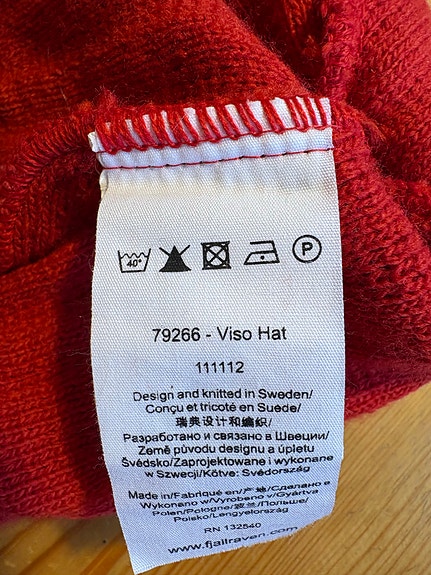 40°
P
79266 - Viso Hat
111112
Design and knitted in Sweden/
Conçu et tricoté en Suede/
瑞典设计和编织/
Разработано и связано в Швеции/
Země původu designu a úpletu
Švédsko/Zaprojektowane i wykonane
w Szwecji/Kötve: Svédország
Made in/Fabriqué en/产地/Сделано в
Wykonano w/Vyrobeno v/Gyártva
Polen/Pologne/波兰/Польше/
Polsko/Lengyelország
RN 132540
www.fjallraven.com